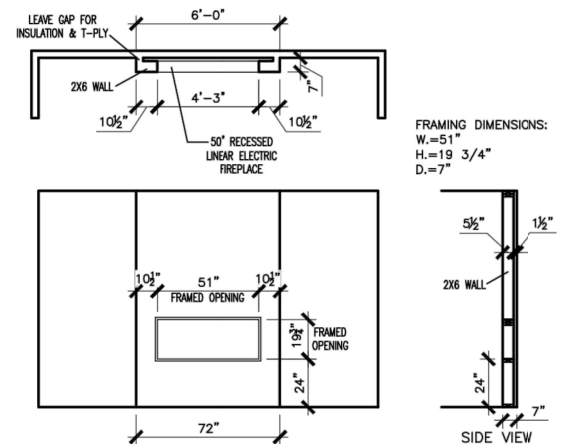 LEAVE GAP FOR
INSULATION & T-PLY
6'-0"
2X6 WALL
7"
4'-3"
10½"
10½"
50" RECESSED
LINEAR ELECTRIC
FIREPLACE
FRAMING DIMENSIONS:
W.=51"
H.=19 3/4"
D.=7"
5½"
1½"
2X6 WALL
10½"
51"
10½"
FRAMED OPENING
19¾"
FRAMED
OPENING
24"
24"
72"
7"
SIDE VIEW